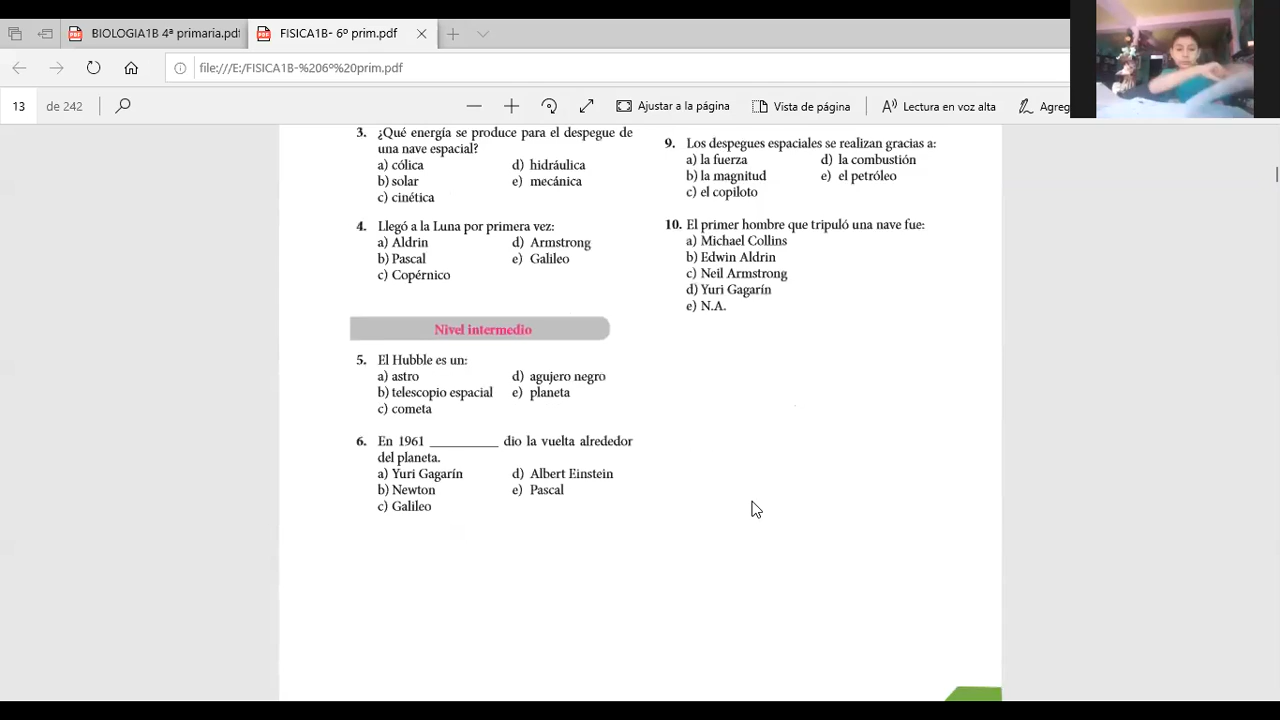 BIOLOGIA1B 4ª primaria.pdf
FISICA1B- 6º prim.pdf
file:///E:/FISICA1B-%206º%20prim.pdf
13 de 242
Ajustar a la página
Vista de página
Lectura en voz alta
Agreg
3. ¿Qué energía se produce para el despegue de
una nave espacial?
a) cólica d) hidráulica
b) solar e) mecánica
c) cinética
4. Llegó a la Luna por primera vez:
a) Aldrin d) Armstrong
b) Pascal e) Galileo
c) Copérnico
Nivel intermedio
5. El Hubble es un:
a) astro d) agujero negro
b) telescopio espacial e) planeta
c) cometa
6. En 1961 __________ dio la vuelta alrededor
del planeta.
a) Yuri Gagarín d) Albert Einstein
b) Newton e) Pascal
c) Galileo
9. Los despegues espaciales se realizan gracias a:
a) la fuerza d) la combustión
b) la magnitud e) el petróleo
c) el copiloto
10. El primer hombre que tripuló una nave fue:
a) Michael Collins
b) Edwin Aldrin
c) Neil Armstrong
d) Yuri Gagarín
e) N.A.